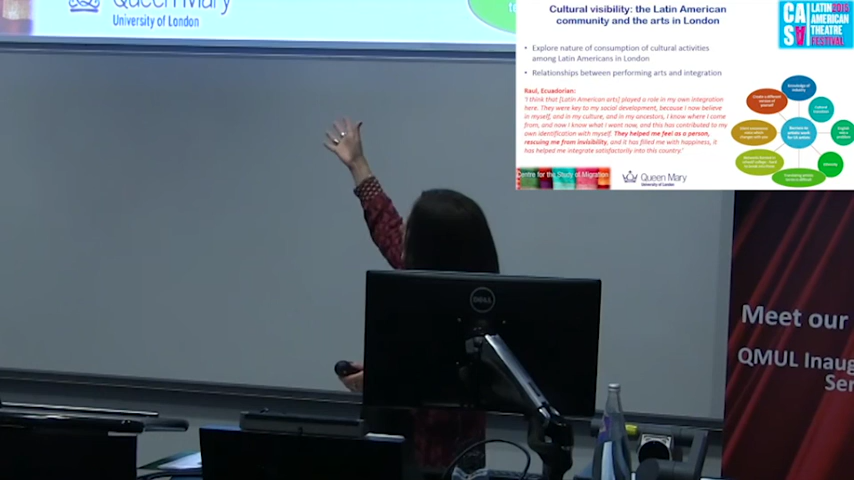 Queen Mary
University of London
Cultural visibility: the Latin American
community and the arts in London
CASA
LATIN 2015
AMERICAN
THEATRE
FESTIVAL
• Explore nature of consumption of cultural activities
among Latin Americans in London
• Relationships between performing arts and integration
Raul, Ecuadorian:
'I think that [Latin American arts] played a role in my own integration
here. They were key to my social development, because I now believe
in myself, and in my culture, and in my ancestors, I know where I come
from, and now I know what I want now, and this has contributed to my
own identification with myself. They helped me feel as a person,
rescuing me from invisibility, and it has filled me with happiness, it
has helped me integrate satisfactorily into this country.'
Knowledge of
Create a different
Centre for the Study of Migration
Queen Mary
University of London
DELL
Meet our
QMUL Inaug
Ser